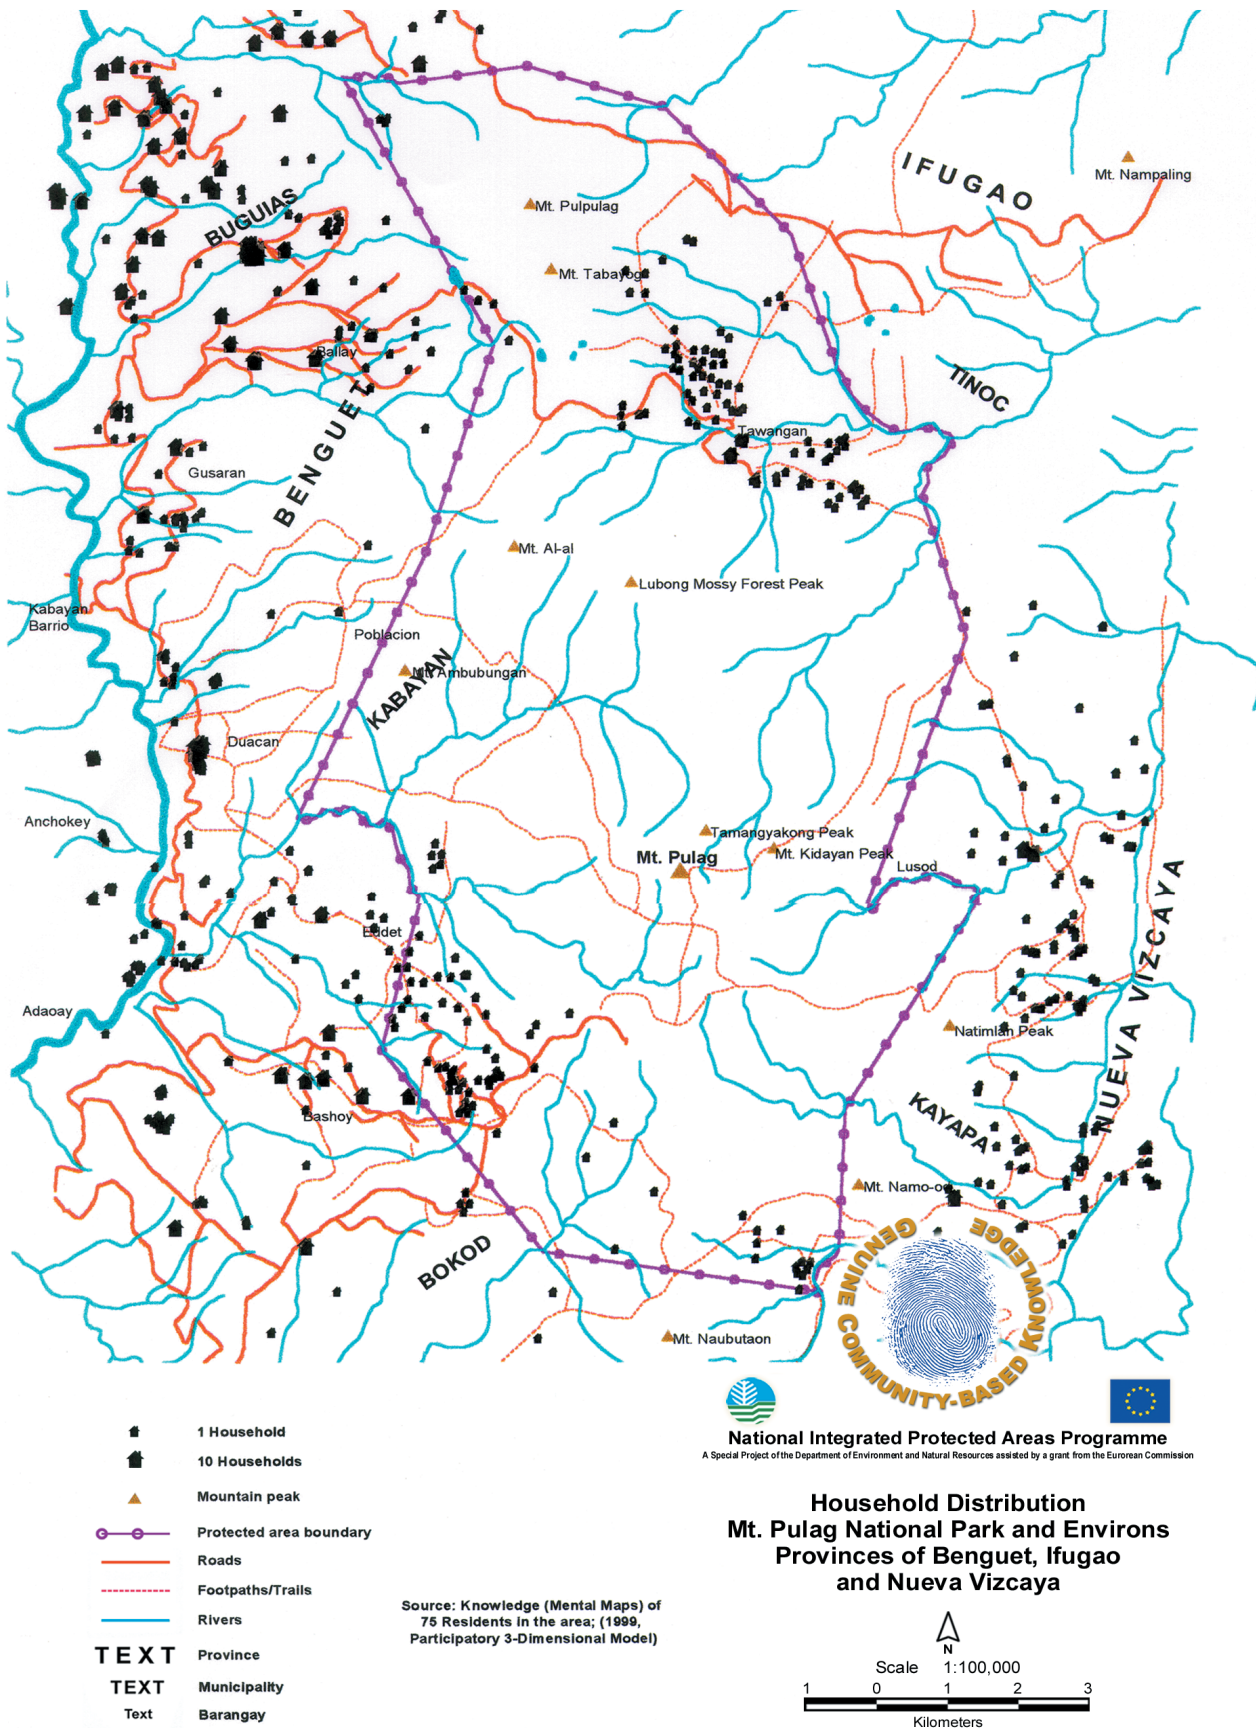 IFUGAO
Mt. Nampaling
BUGUIAS
Mt. Pulpulag
Mt. Tabayog
Ballay
TINOC
BENGUET
Tawangan
Gusaran
Mt. Al-al
Lubong Mossy Forest Peak
Kabayan
Barrio
Poblacion
KABAYAN
Mt. Ambubungan
Duacan
Anchokey
Tamangyakong Peak
Mt. Kidayan Peak
Mt. Pulag
Lusod
Eddet
NUEVA VIZCAYA
Adaoay
Natimlan Peak
Bashoy
KAYAPA
Mt. Namo-og
BOKOD
Mt. Naubutaon
GENUINE COMMUNITY-BASED KNOWLEDGE
National Integrated Protected Areas Programme
A Special Project of the Department of Environment and Natural Resources assisted by a grant from the Eurorean Commission
1 Household
10 Households
Mountain peak
Protected area boundary
Roads
Footpaths/Trails
Rivers
TEXT Province
TEXT Municipality
Text Barangay
Source: Knowledge (Mental Maps) of
75 Residents in the area; (1999,
Participatory 3-Dimensional Model)
Household Distribution
Mt. Pulag National Park and Environs
Provinces of Benguet, Ifugao
and Nueva Vizcaya
N
Scale 1:100,000
1 0 1 2 3
Kilometers